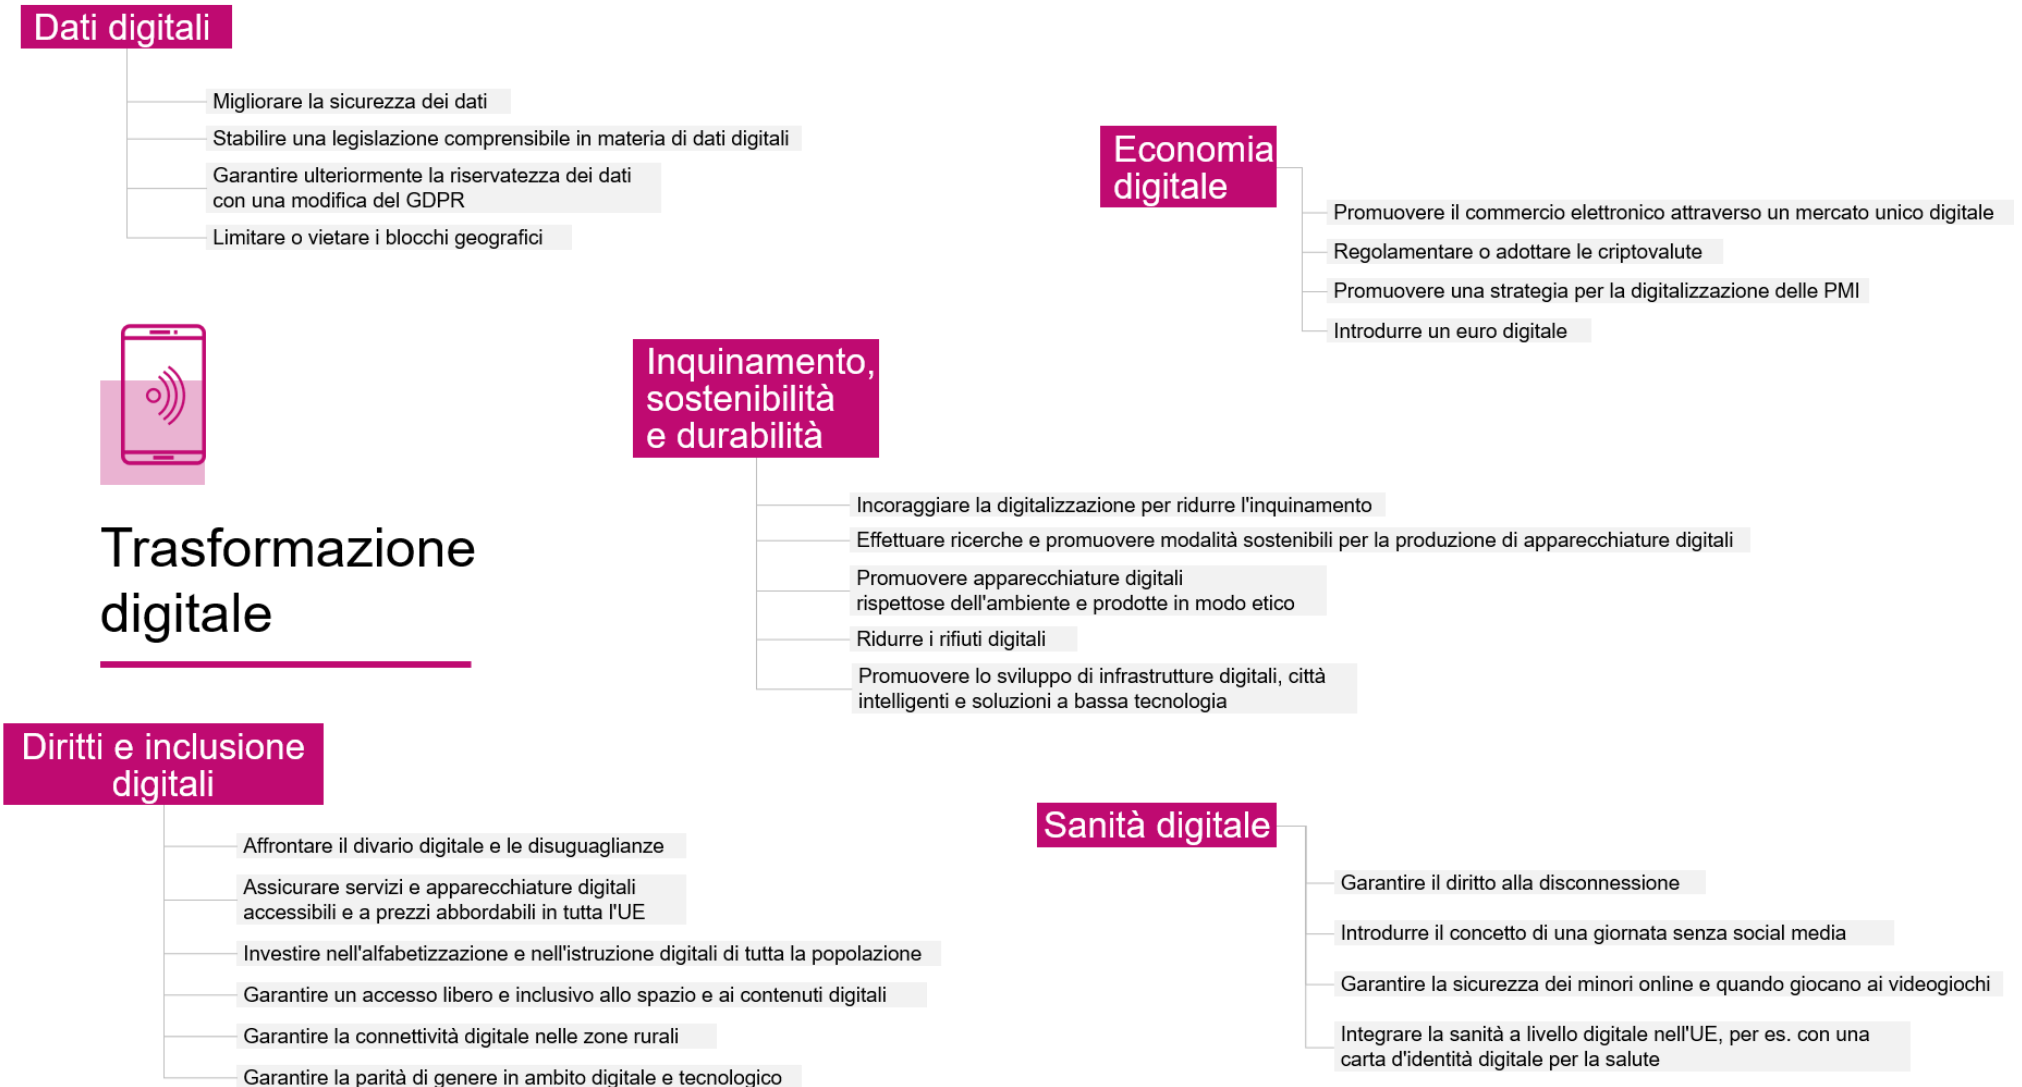 Dati digitali
Migliorare la sicurezza dei dati
Stabilire una legislazione comprensibile in materia di dati digitali
Garantire ulteriormente la riservatezza dei dati
con una modifica del GDPR
Limitare o vietare i blocchi geografici
Economia
digitale
Promuovere il commercio elettronico attraverso un mercato unico digitale
Regolamentare o adottare le criptovalute
Promuovere una strategia per la digitalizzazione delle PMI
Introdurre un euro digitale
Trasformazione
digitale
Inquinamento,
sostenibilità
e durabilità
Incoraggiare la digitalizzazione per ridurre l'inquinamento
Effettuare ricerche e promuovere modalità sostenibili per la produzione di apparecchiature digitali
Promuovere apparecchiature digitali
rispettose dell'ambiente e prodotte in modo etico
Ridurre i rifiuti digitali
Promuovere lo sviluppo di infrastrutture digitali, città
intelligenti e soluzioni a bassa tecnologia
Diritti e inclusione
digitali
Affrontare il divario digitale e le disuguaglianze
Assicurare servizi e apparecchiature digitali
accessibili e a prezzi abbordabili in tutta l'UE
Investire nell'alfabetizzazione e nell'istruzione digitali di tutta la popolazione
Garantire un accesso libero e inclusivo allo spazio e ai contenuti digitali
Garantire la connettività digitale nelle zone rurali
Garantire la parità di genere in ambito digitale e tecnologico
Sanità digitale
Garantire il diritto alla disconnessione
Introdurre il concetto di una giornata senza social media
Garantire la sicurezza dei minori online e quando giocano ai videogiochi
Integrare la sanità a livello digitale nell'UE, per es. con una
carta d'identità digitale per la salute